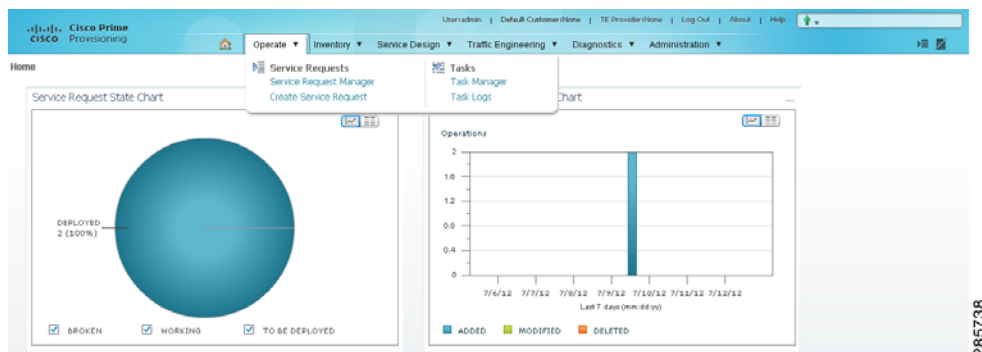 User:admin | Default Customer:None | TE Provider:None | Log Out | About | Help
Cisco Prime
CISCO Provisioning
Operate ▼ Inventory ▼ Service Design ▼ Traffic Engineering ▼ Diagnostics ▼ Administration ▼
Home
Service Requests
Service Request Manager
Create Service Request
Tasks
Task Manager
Task Logs
Service Request State Chart
Chart
DEPLOYED
2 (100%)
BROKEN WORKING TO BE DEPLOYED
Operations
2
1.6
1.2
0.8
0.4
0
7/6/12 7/7/12 7/8/12 7/9/12 7/10/12 7/11/12 7/12/12
Last 7 days (mm:dd:yy)
ADDED MODIFIED DELETED
285738